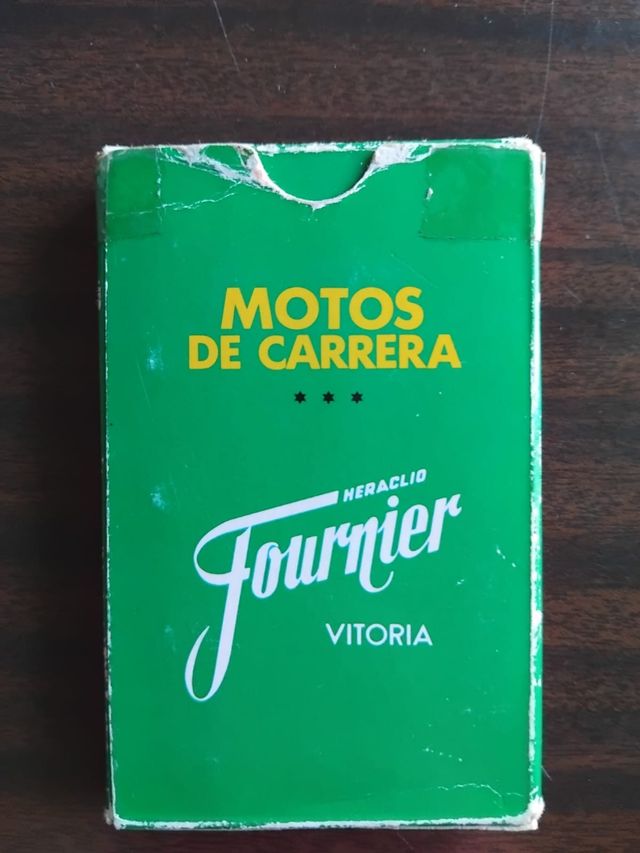 MOTOS
DE CARRERA
HERACLIO
Fournier
VITORIA